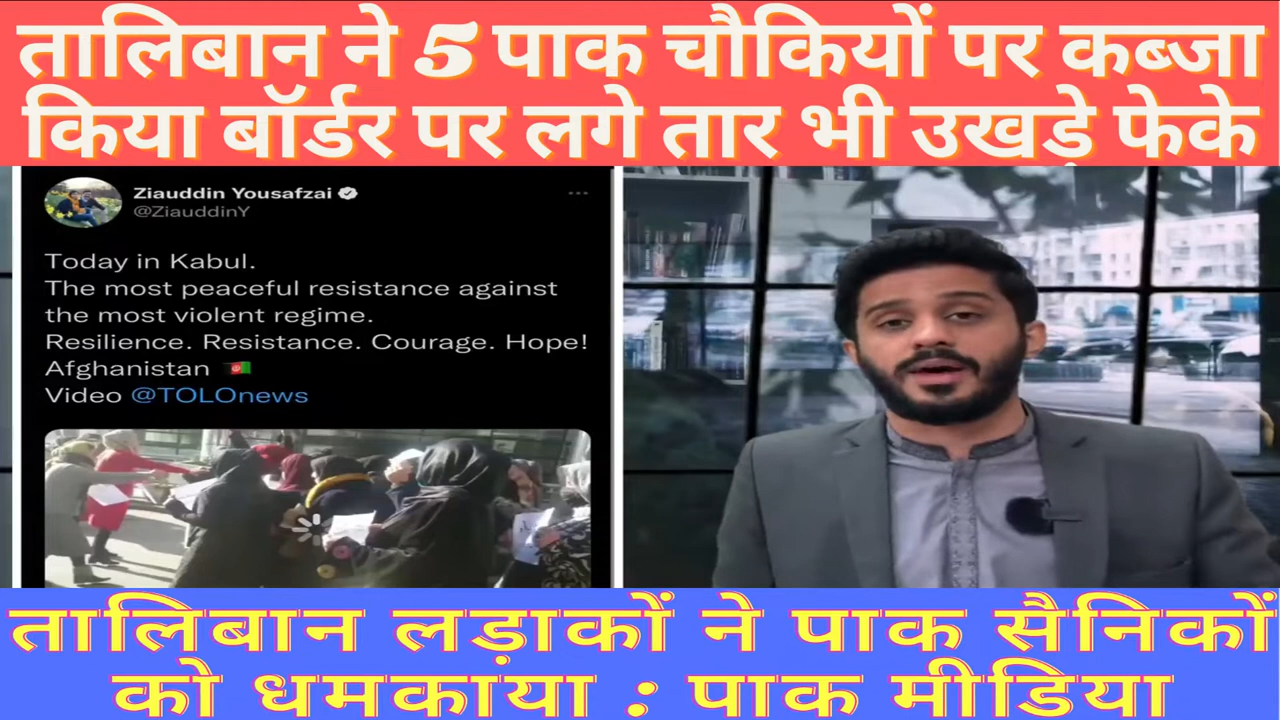 तालिबान ने 5 पाक चौकियों पर कब्जा
किया बॉर्डर पर लगे तार भी उखड़े फेके
Ziauddin Yousafzai
@ZiauddinY
Today in Kabul.
The most peaceful resistance against
the most violent regime.
Resilience. Resistance. Courage. Hope!
Afghanistan 🇦🇫
Video @TOLOnews
तालिबान लड़ाकों ने पाक सैनिकों
को धमकाया : पाक मीडिया